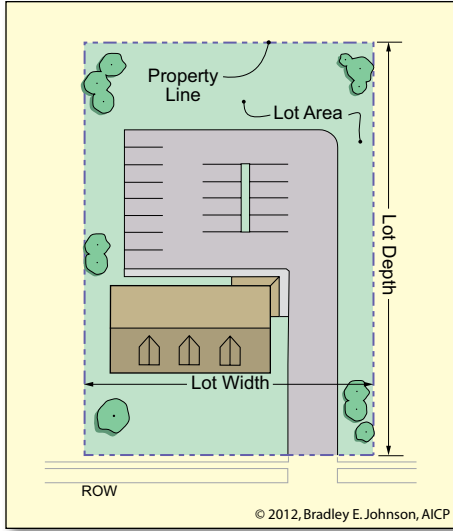 Property
Line
Lot Area
Lot Depth
Lot Width
ROW
© 2012, Bradley E. Johnson, AICP